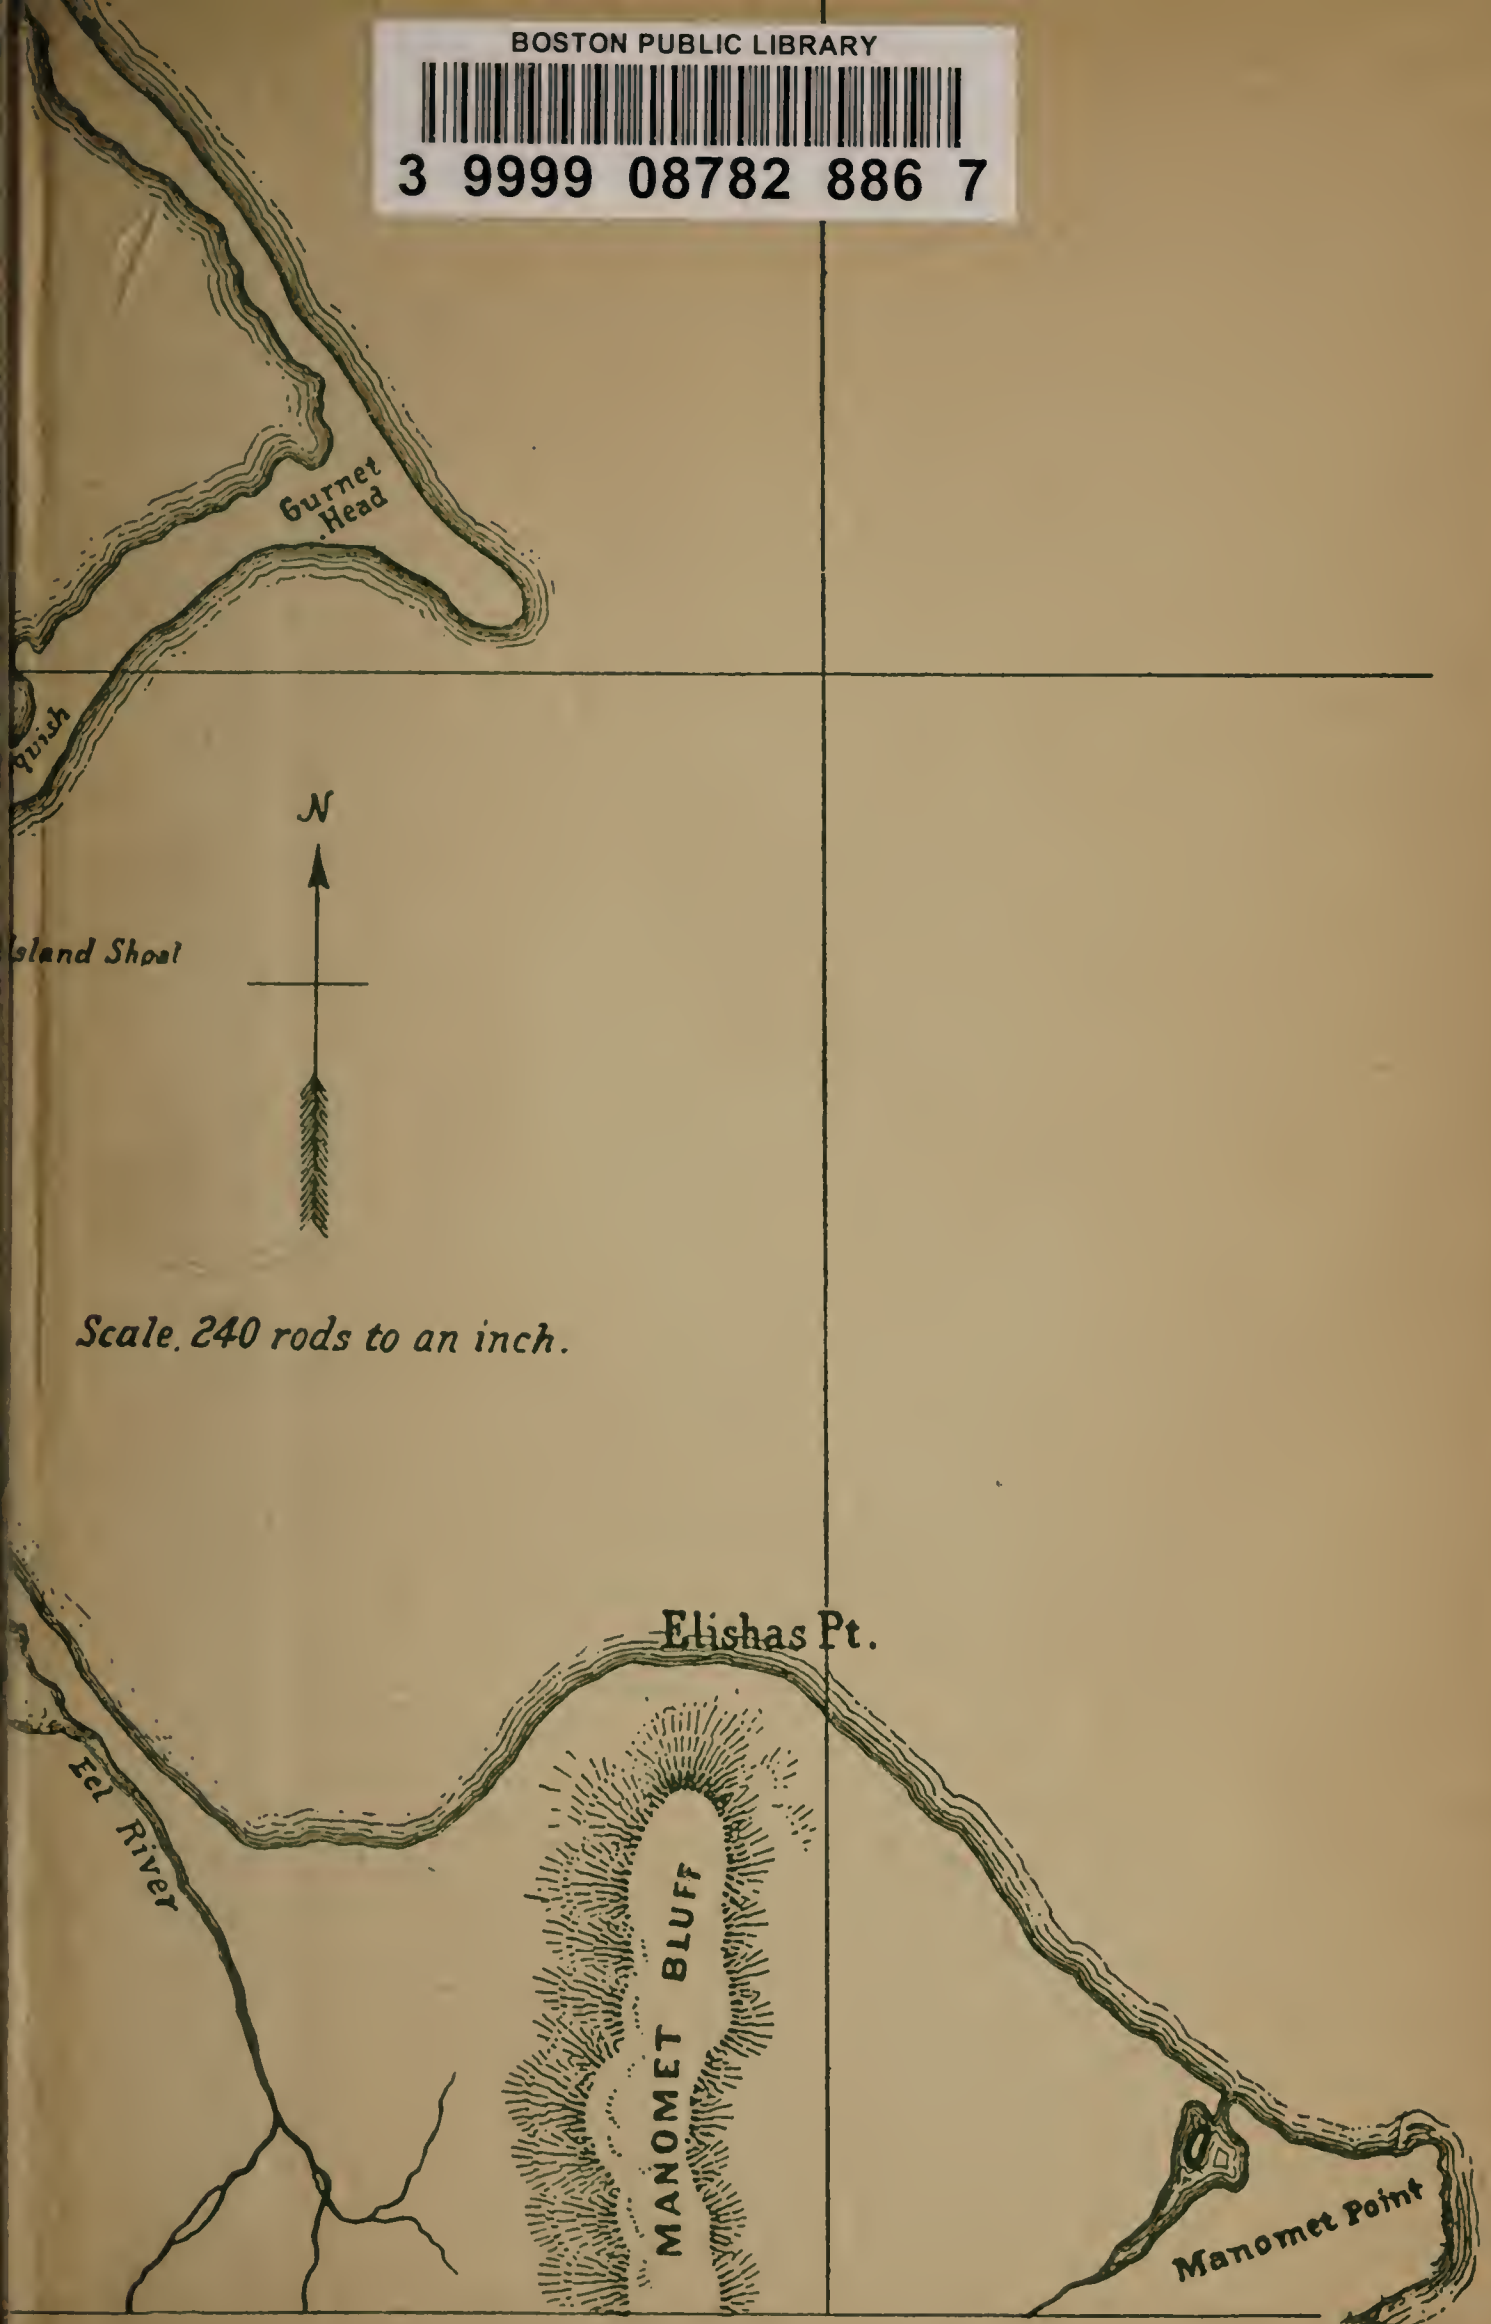 BOSTON PUBLIC LIBRARY
3 9999 08782 886 7
Gurnet
Head
quish
N
Island Shoal
Scale. 240 rods to an inch.
Elishas Pt.
Eel River
MANOMET BLUFF
Manomet Point